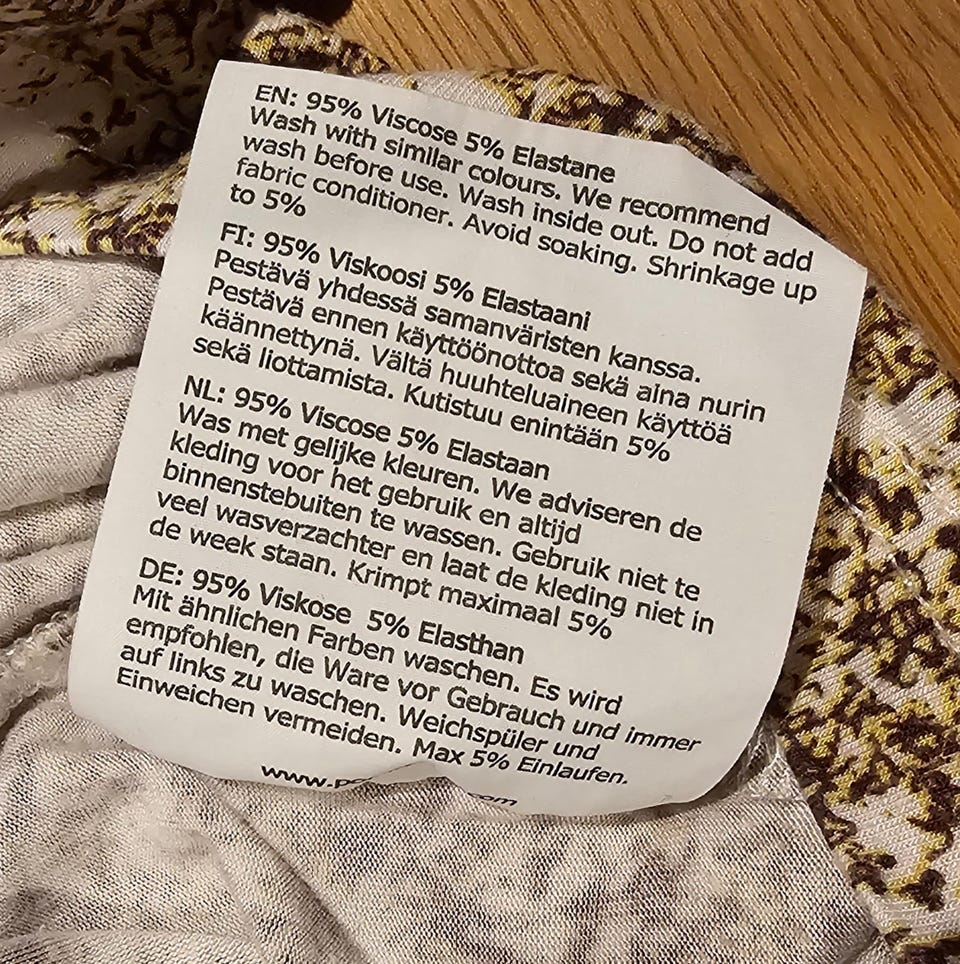 EN: 95% Viscose 5% Elastane
Wash with similar colours. We recommend
wash before use. Wash inside out. Do not add
fabric conditioner. Avoid soaking. Shrinkage up
to 5%
FI: 95% Viskoosi 5% Elastaani
Pestävä yhdessä samanväristen kanssa.
Pestävä ennen käyttöönottoa sekä aina nurin
käännettynä. Vältä huuhteluaineen käyttöä
sekä liottamista. Kutistuu enintään 5%
NL: 95% Viscose 5% Elastaan
Was met gelijke kleuren. We adviseren de
kleding voor het gebruik en altijd
binnenstebuiten te wassen. Gebruik niet te
veel wasverzachter en laat de kleding niet in
de week staan. Krimpt maximaal 5%
DE: 95% Viskose 5% Elasthan
Mit ähnlichen Farben waschen. Es wird
empfohlen, die Ware vor Gebrauch und immer
auf links zu waschen. Weichspüler und
Einweichen vermeiden. Max 5% Einlaufen.